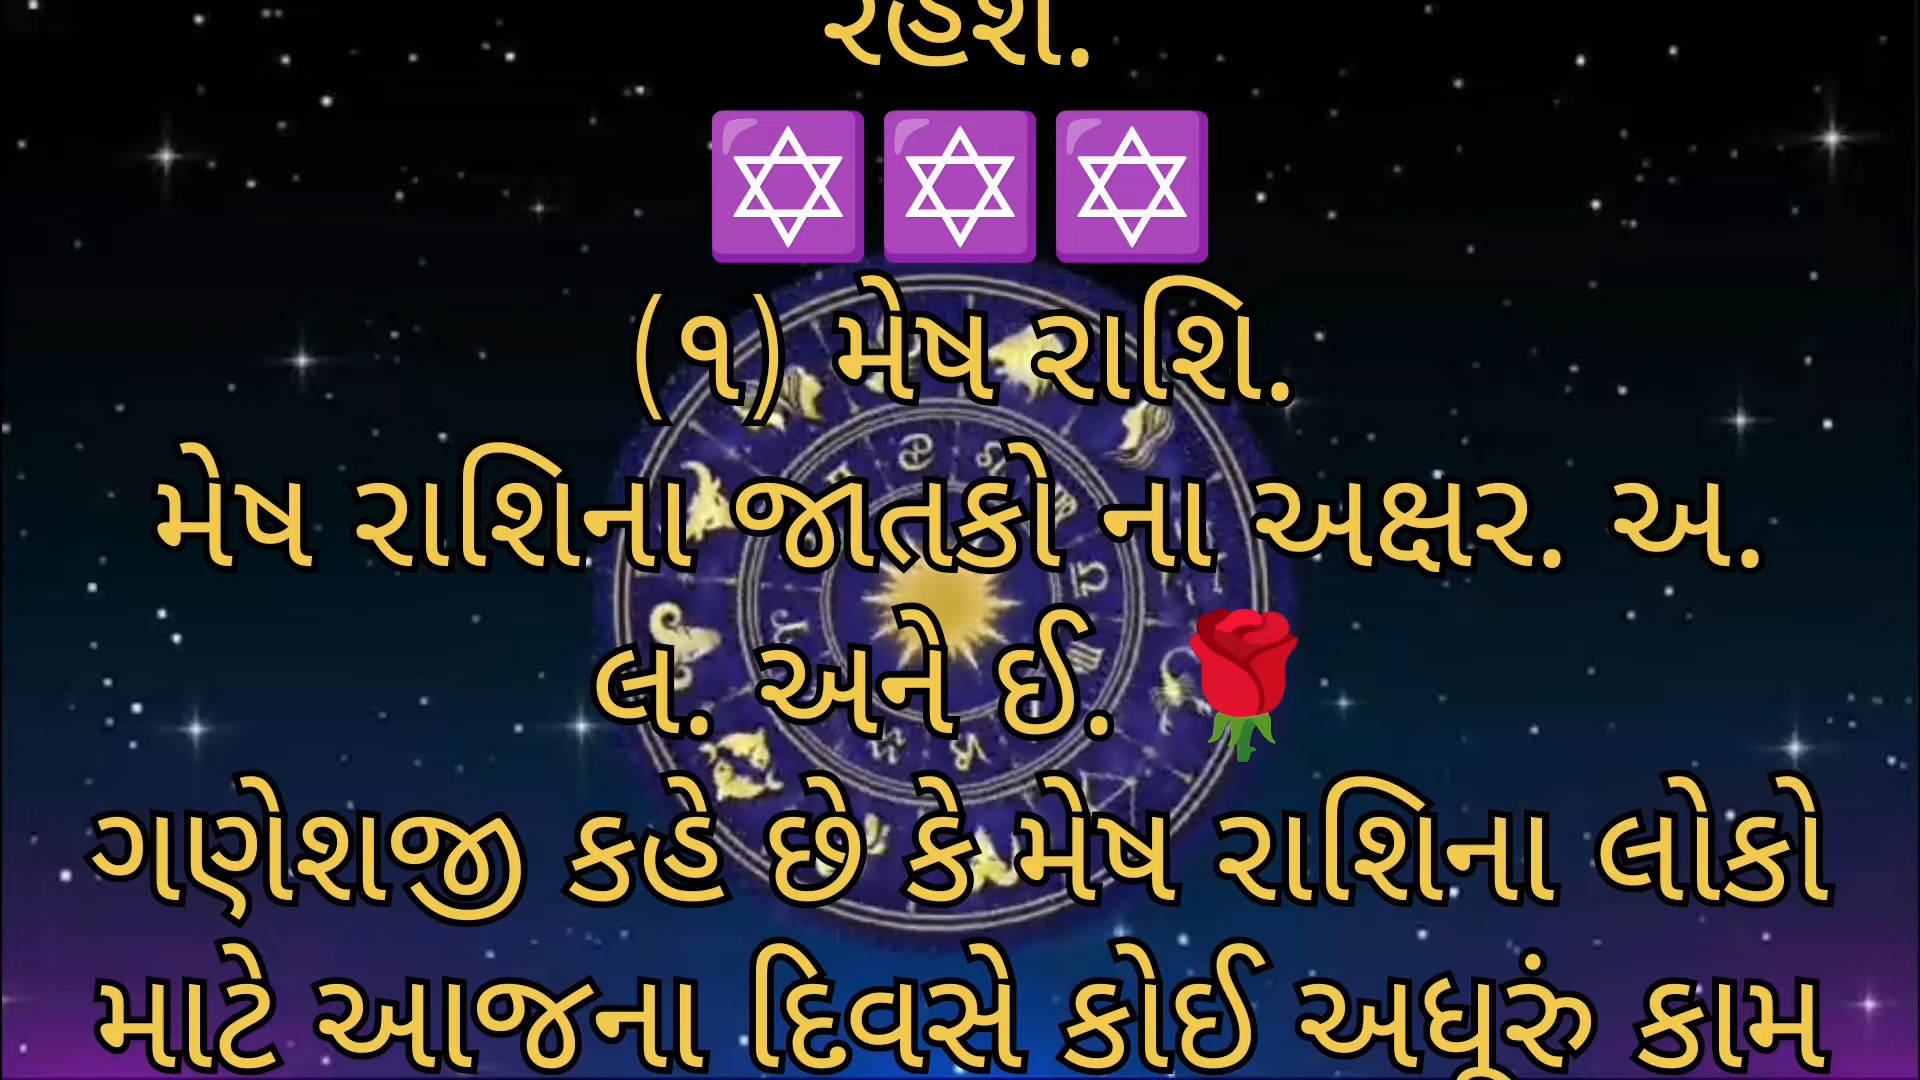 રહેશે.
🔯🔯🔯
(૧) મેષ રાશિ.
મેષ રાશિના જાતકો ના અક્ષર. અ.
લ. અને ઈ. 🌹
ગણેશજી કહે છે કે મેષ રાશિના લોકો
માટે આજના દિવસે કોઈ અધૂરું કામ